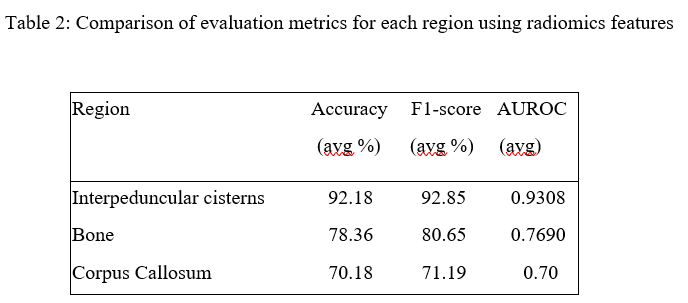 Table 2: Comparison of evaluation metrics for each region using radiomics features
Region Accuracy F1-score AUROC
(avg %) (avg %) (avg)
Interpeduncular cisterns 92.18 92.85 0.9308
Bone 78.36 80.65 0.7690
Corpus Callosum 70.18 71.19 0.70